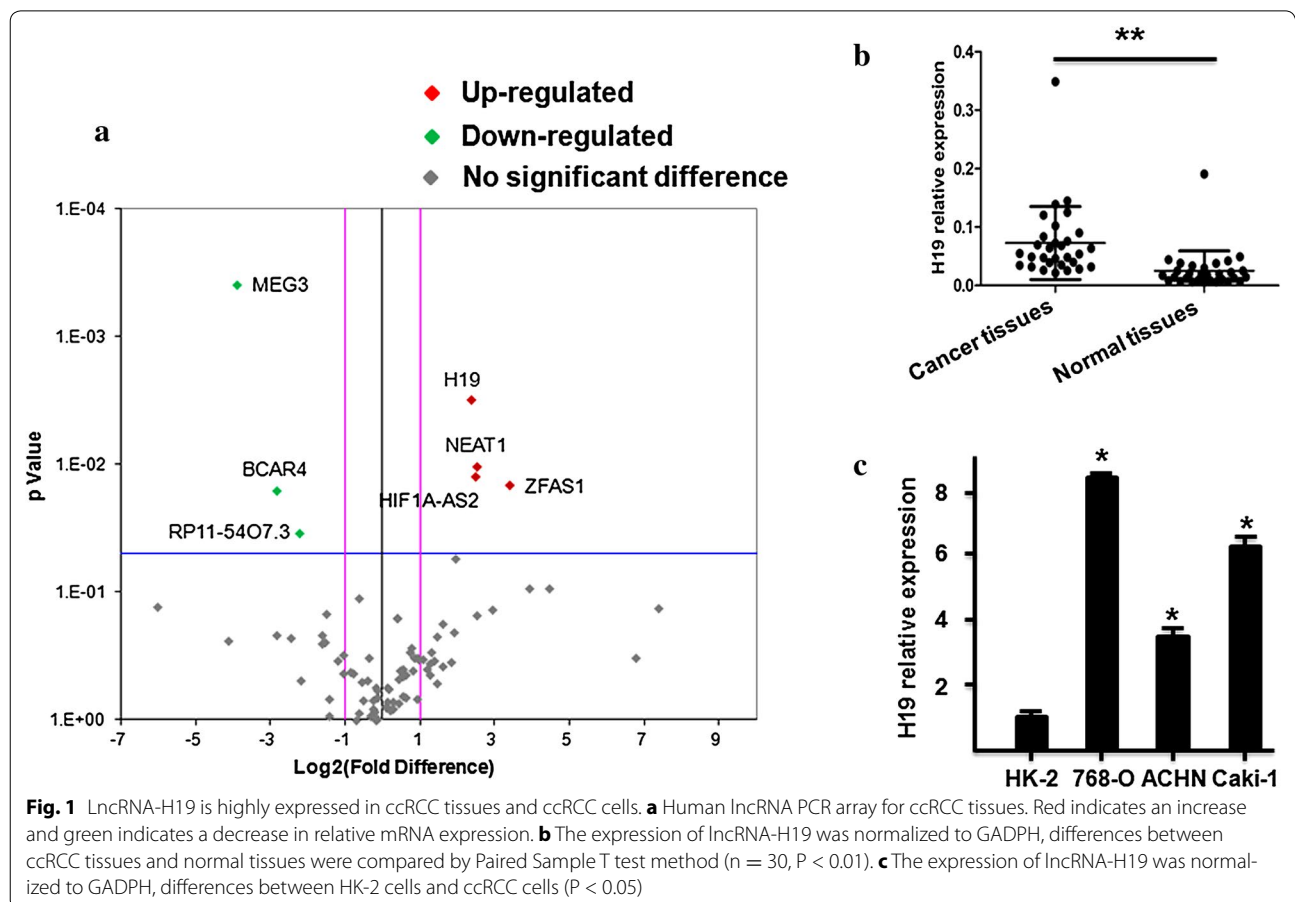 a
Up-regulated
Down-regulated
No significant difference
1.E-04
1.E-03
1.E-02
1.E-01
1.E+00
p Value
MEG3
H19
NEAT1
BCAR4
HIF1A-AS2
ZFAS1
RP11-54O7.3
-7 -5 -3 -1 1 3 5 7 9
Log2(Fold Difference)
b
**
0.4
0.3
0.2
0.1
0.0
H19 relative expression
Cancer tissues
Normal tissues
c
8
6
4
2
H19 relative expression
*
*
*
HK-2 768-O ACHN Caki-1
Fig. 1 LncRNA-H19 is highly expressed in ccRCC tissues and ccRCC cells. a Human lncRNA PCR array for ccRCC tissues. Red indicates an increase
and green indicates a decrease in relative mRNA expression. b The expression of lncRNA-H19 was normalized to GADPH, differences between
ccRCC tissues and normal tissues were compared by Paired Sample T test method (n = 30, P < 0.01). c The expression of lncRNA-H19 was normal-
ized to GADPH, differences between HK-2 cells and ccRCC cells (P < 0.05)